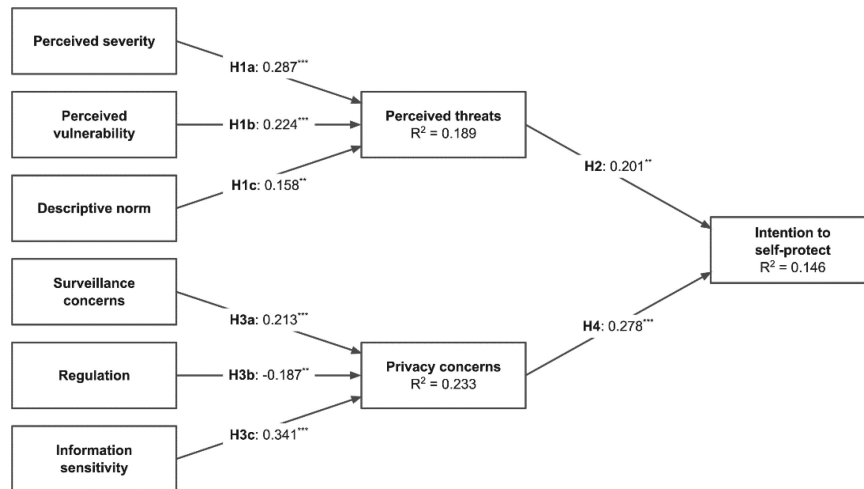 Perceived severity
H1a: 0.287***
Perceived
vulnerability
H1b: 0.224***
Perceived threats
R² = 0.189
H1c: 0.158**
H2: 0.201**
Descriptive norm
Intention to
self-protect
R² = 0.146
Surveillance
concerns
H3a: 0.213***
H4: 0.278***
Regulation
H3b: -0.187**
Privacy concerns
R² = 0.233
H3c: 0.341***
Information
sensitivity